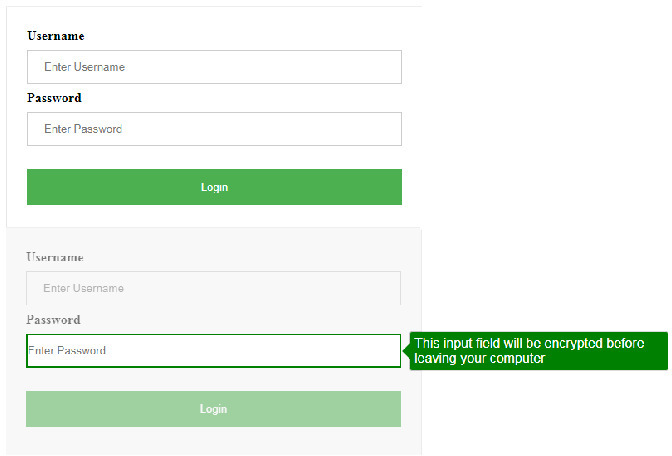 Username
Enter Username
Password
Enter Password
Login
Username
Enter Username
Password
Enter Password
This input field will be encrypted before
leaving your computer
Login